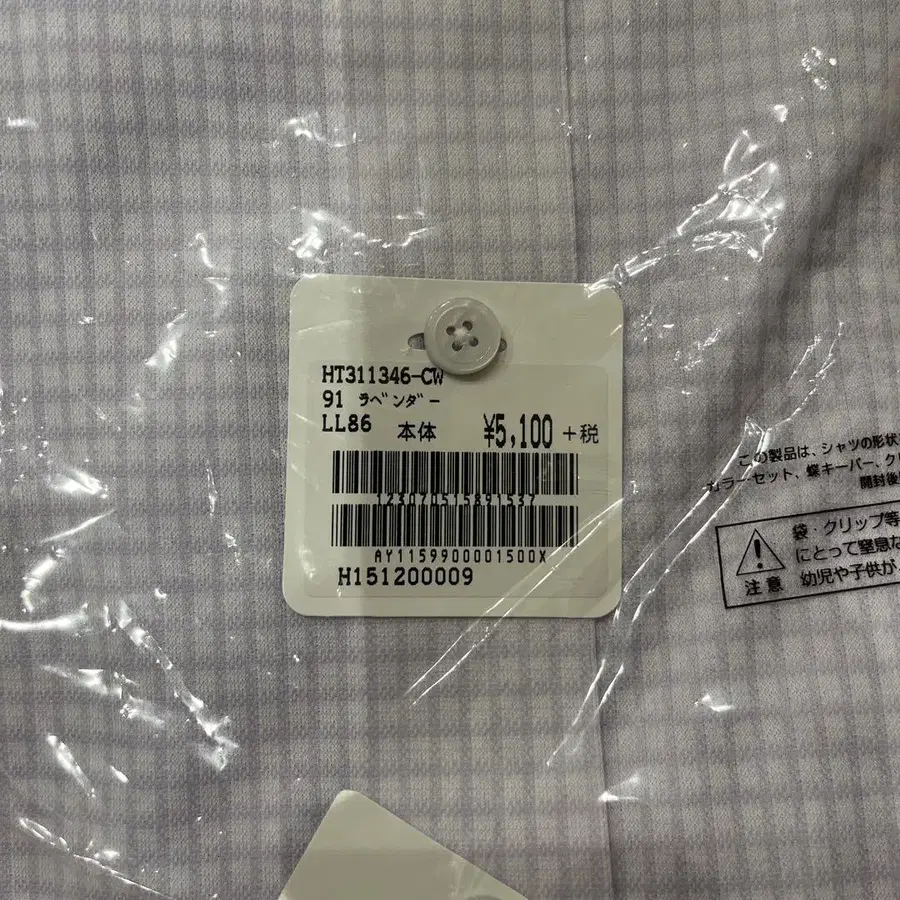 HT311346-CW
91 ﾗﾍﾞﾝﾀﾞｰ
LL86 本体 ¥5,100 +税
1230705158915​37
AY1159900001500X
H151200009
この製品は、シャツの形状
カラーセット、蝶キーパー、ク
開封後
袋・クリップ等
にとって窒息な
幼児や子供が、
注意